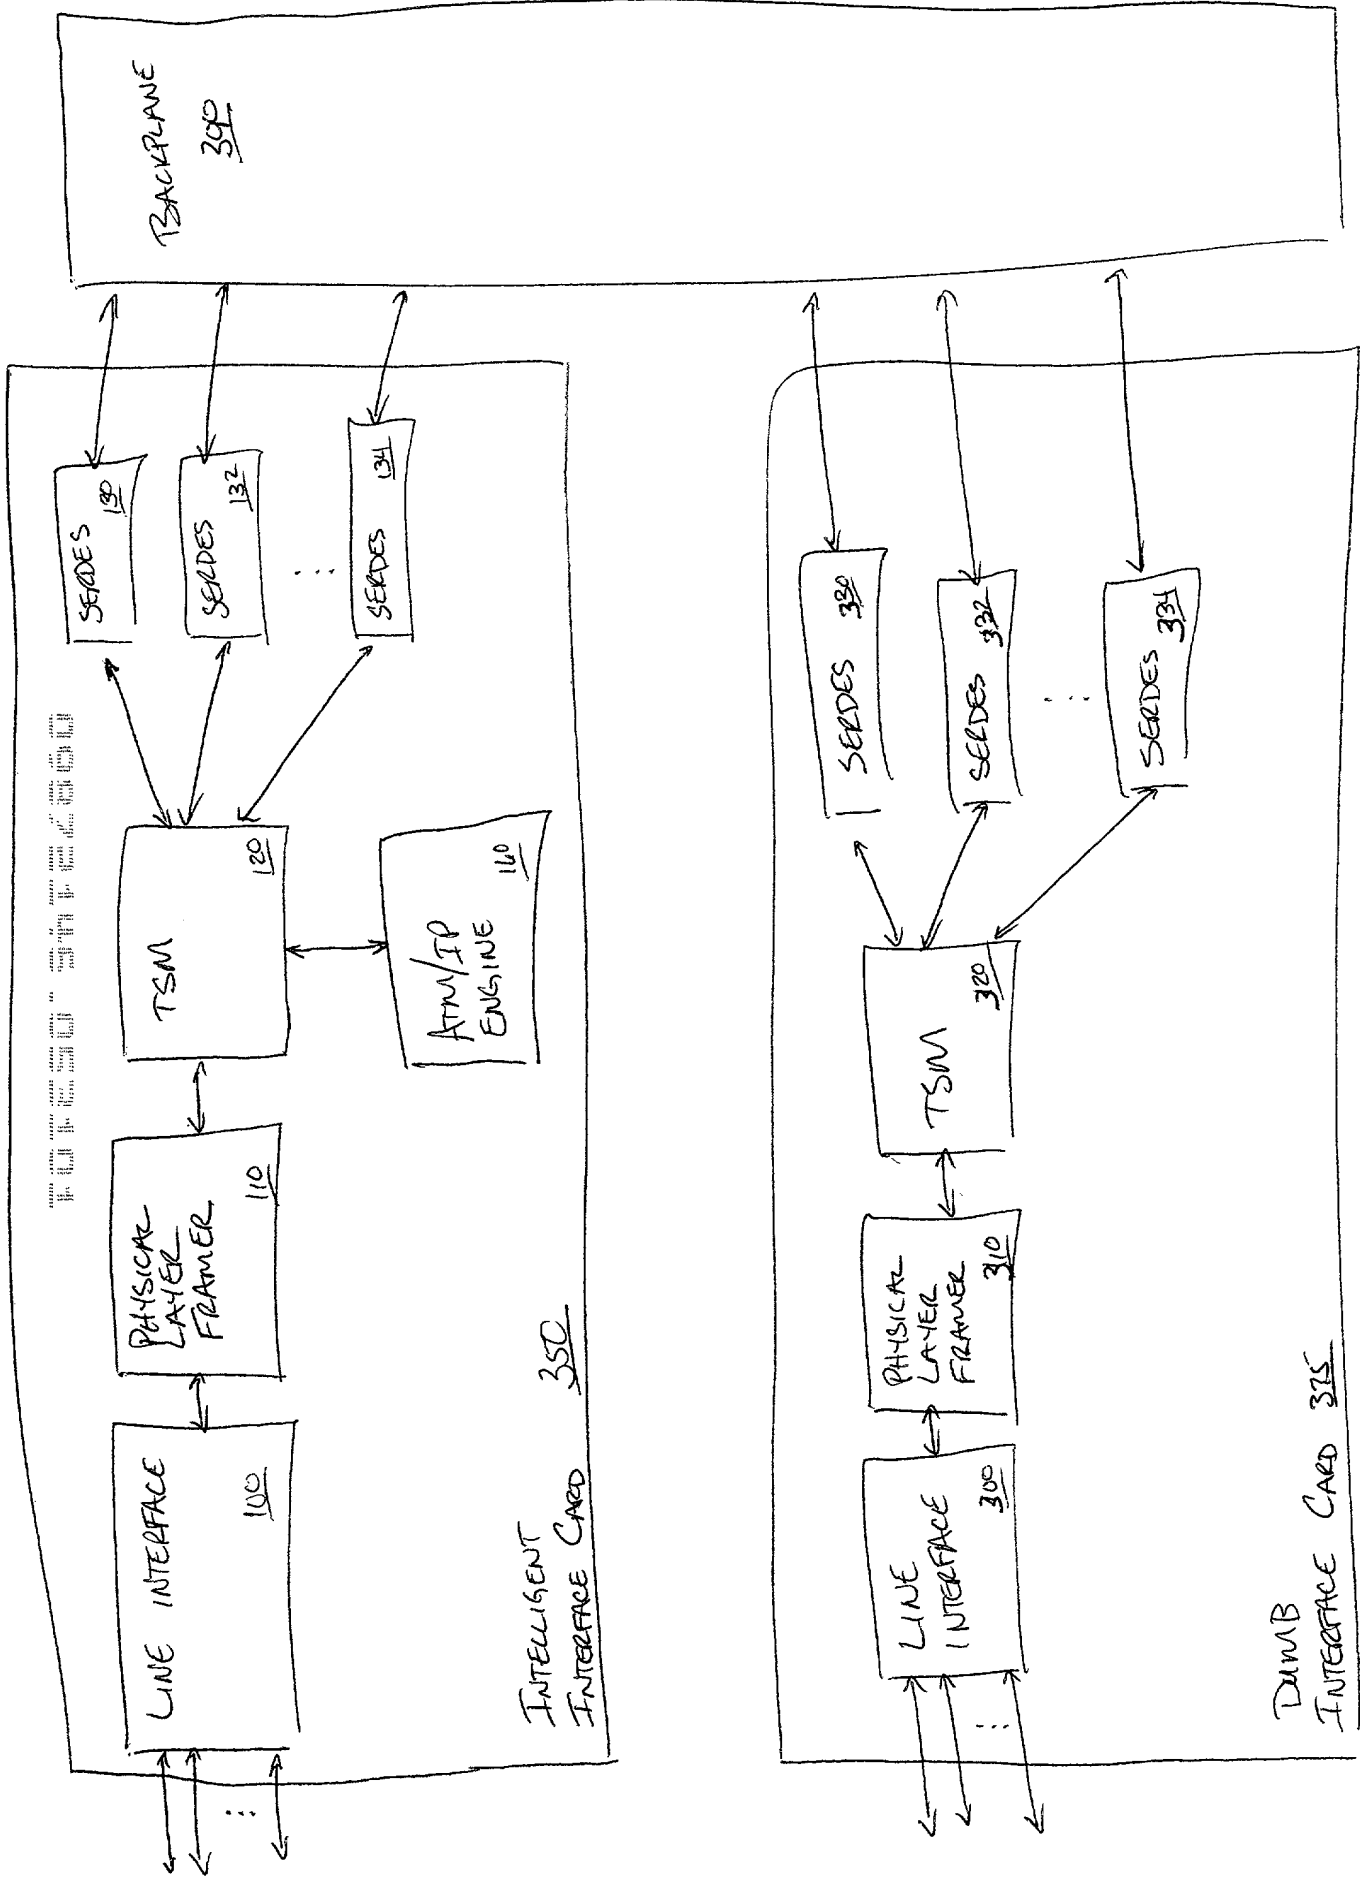 BACKPLANE
390
SERDES
130
SERDES
132
...
SERDES
134
TSM
120
ATM/IP
ENGINE
160
PHYSICAL
LAYER
FRAMER
110
LINE INTERFACE
100
...
INTELLIGENT
INTERFACE CARD 350
SERDES
330
SERDES
332
...
SERDES
334
TSM
320
PHYSICAL
LAYER
FRAMER
310
LINE
INTERFACE
300
...
DUMB
INTERFACE CARD 375